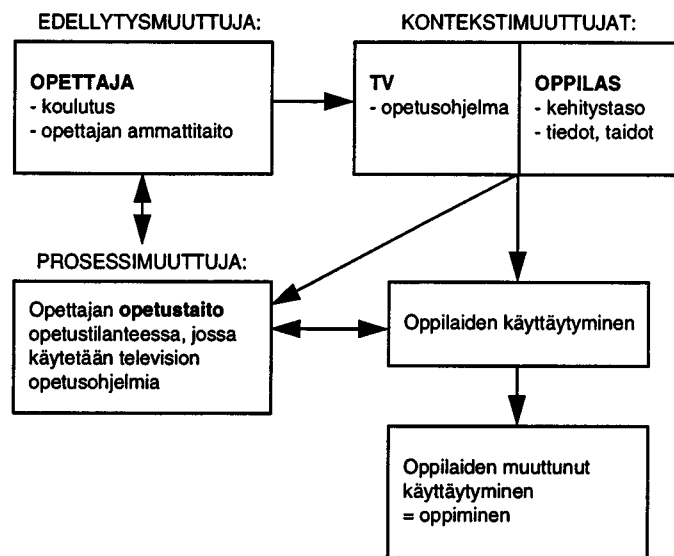 EDELLYTYSMUUTTUJA:
OPETTAJA
- koulutus
- opettajan ammattitaito
KONTEKSTIMUUTTUJAT:
TV
- opetusohjelma
OPPILAS
- kehitystaso
- tiedot, taidot
PROSESSIMUUTTUJA:
Opettajan opetustaito
opetustilanteessa, jossa
käytetään television
opetusohjelmia
Oppilaiden käyttäytyminen
Oppilaiden muuttunut
käyttäytyminen
= oppiminen